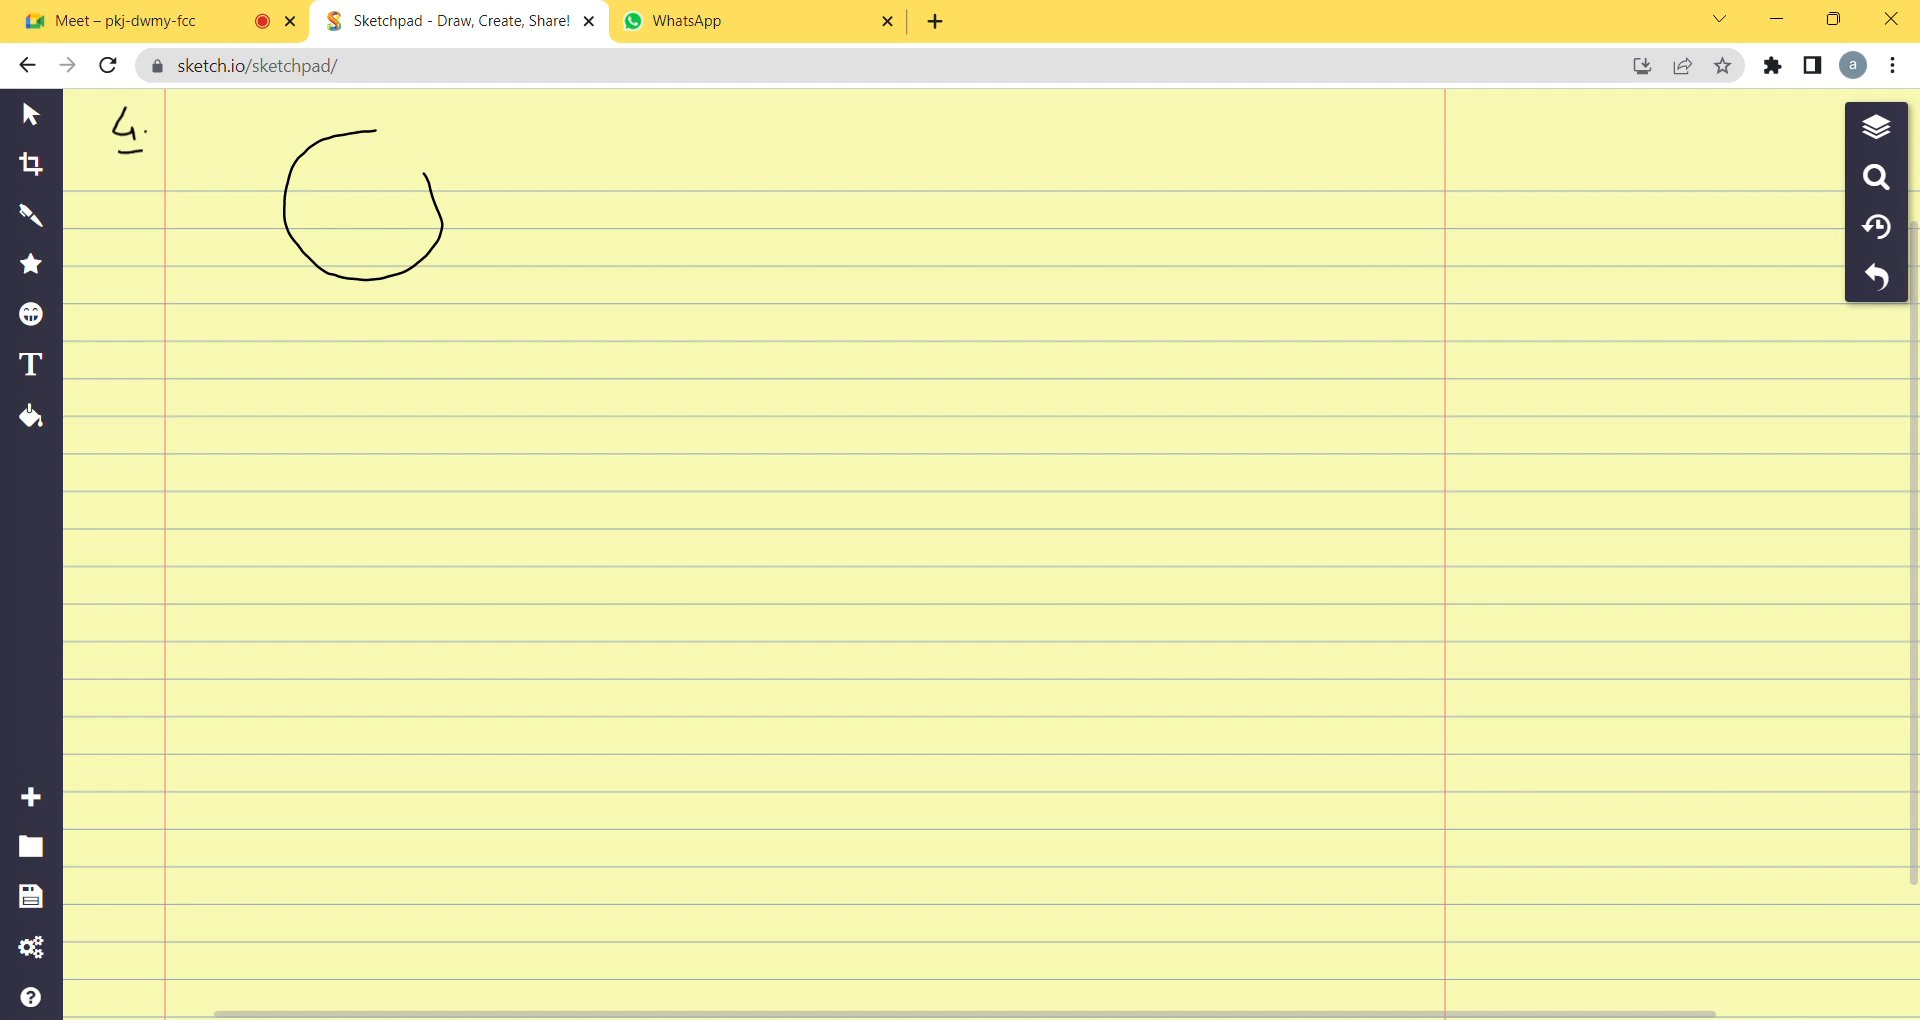 Meet – pkj-dwmy-fcc
Sketchpad - Draw, Create, Share!
WhatsApp
sketch.io/sketchpad/
a
4.
T
?